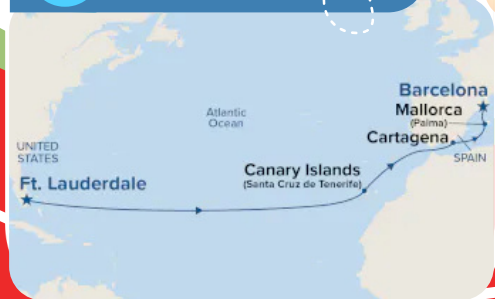 Barcelona
Mallorca
(Palma)
Cartagena
SPAIN
Atlantic
Ocean
UNITED
STATES
Canary Islands
(Santa Cruz de Tenerife)
Ft. Lauderdale